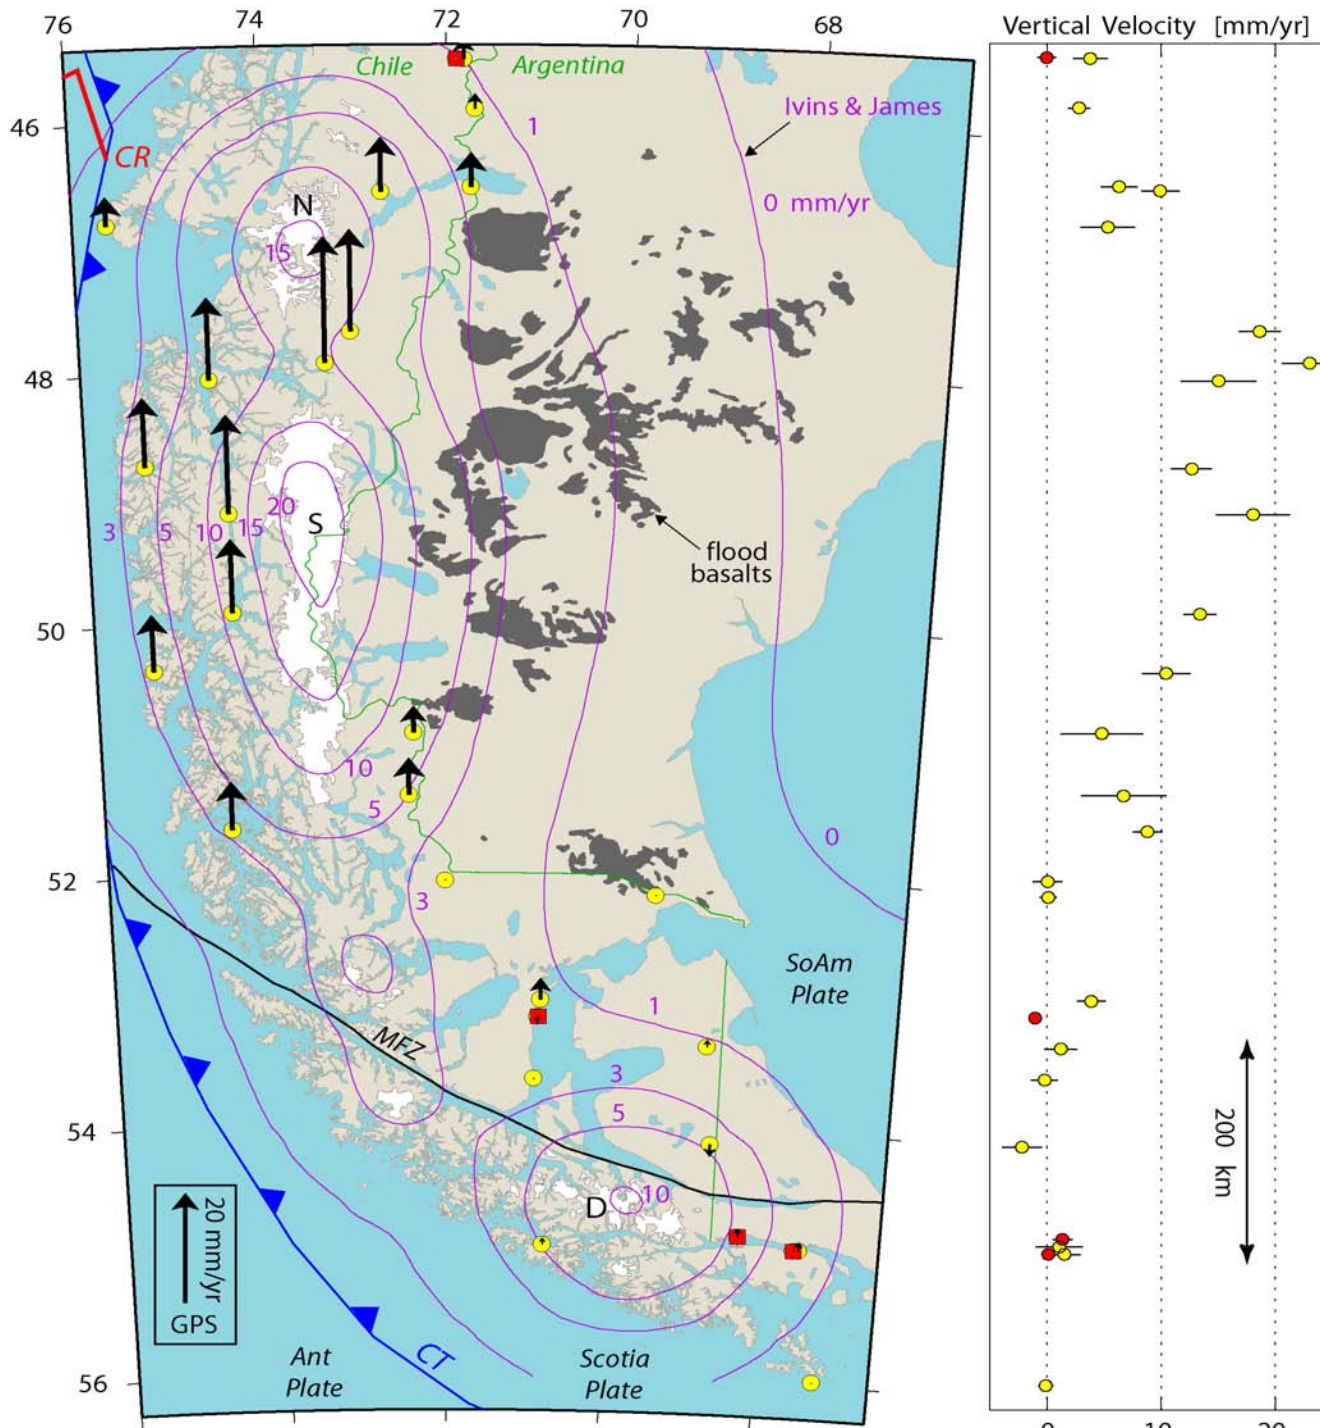 76 74 72 70 68
Vertical Velocity [mm/yr]
Chile Argentina
Ivins & James
46
1
CR
N
0 mm/yr
15
48
20
3 5 10 15 S
flood
basalts
50
10
5
0
52
3
SoAm
Plate
1
MFZ
3
5
200 km
54
D 10
20 mm/yr
GPS
CT
Ant
Plate
Scotia
Plate
56
0 10 20